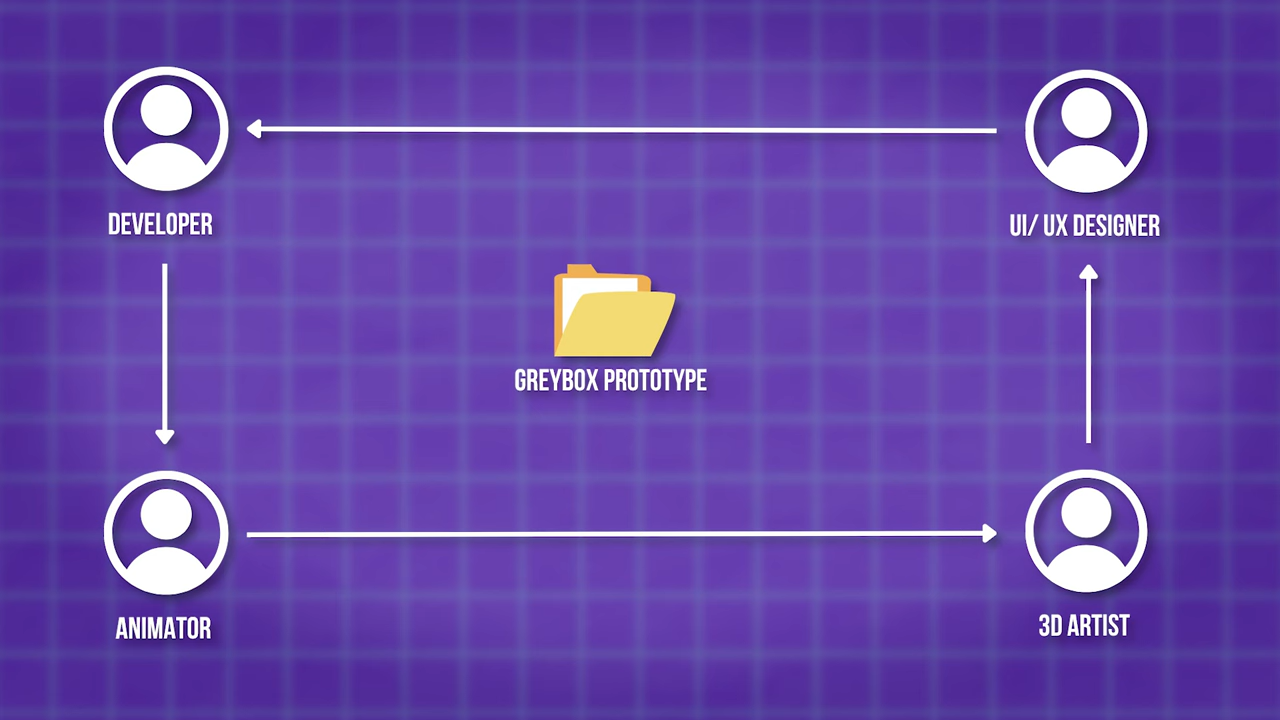 DEVELOPER
UI/ UX DESIGNER
GREYBOX PROTOTYPE
ANIMATOR
3D ARTIST